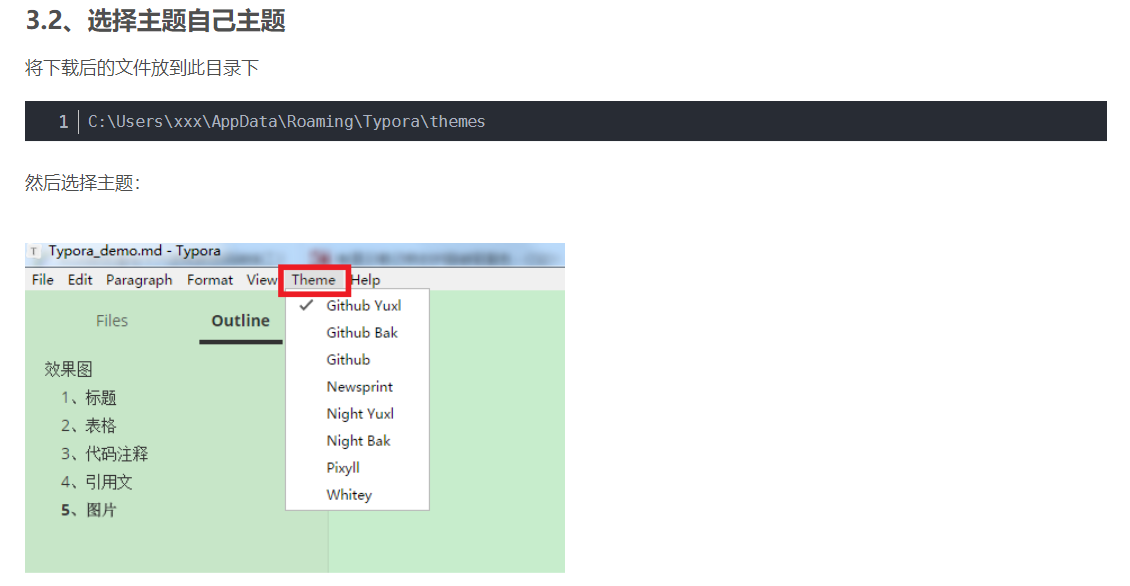 3.2、选择主题自己主题
将下载后的文件放到此目录下
1 C:\Users\xxx\AppData\Roaming\Typora\themes
然后选择主题：
T Typora_demo.md - Typora
File Edit Paragraph Format View Theme Help
Files Outline
效果图
1、标题
2、表格
3、代码注释
4、引用文
5、图片
Github Yuxl
Github Bak
Github
Newsprint
Night Yuxl
Night Bak
Pixyll
Whitey